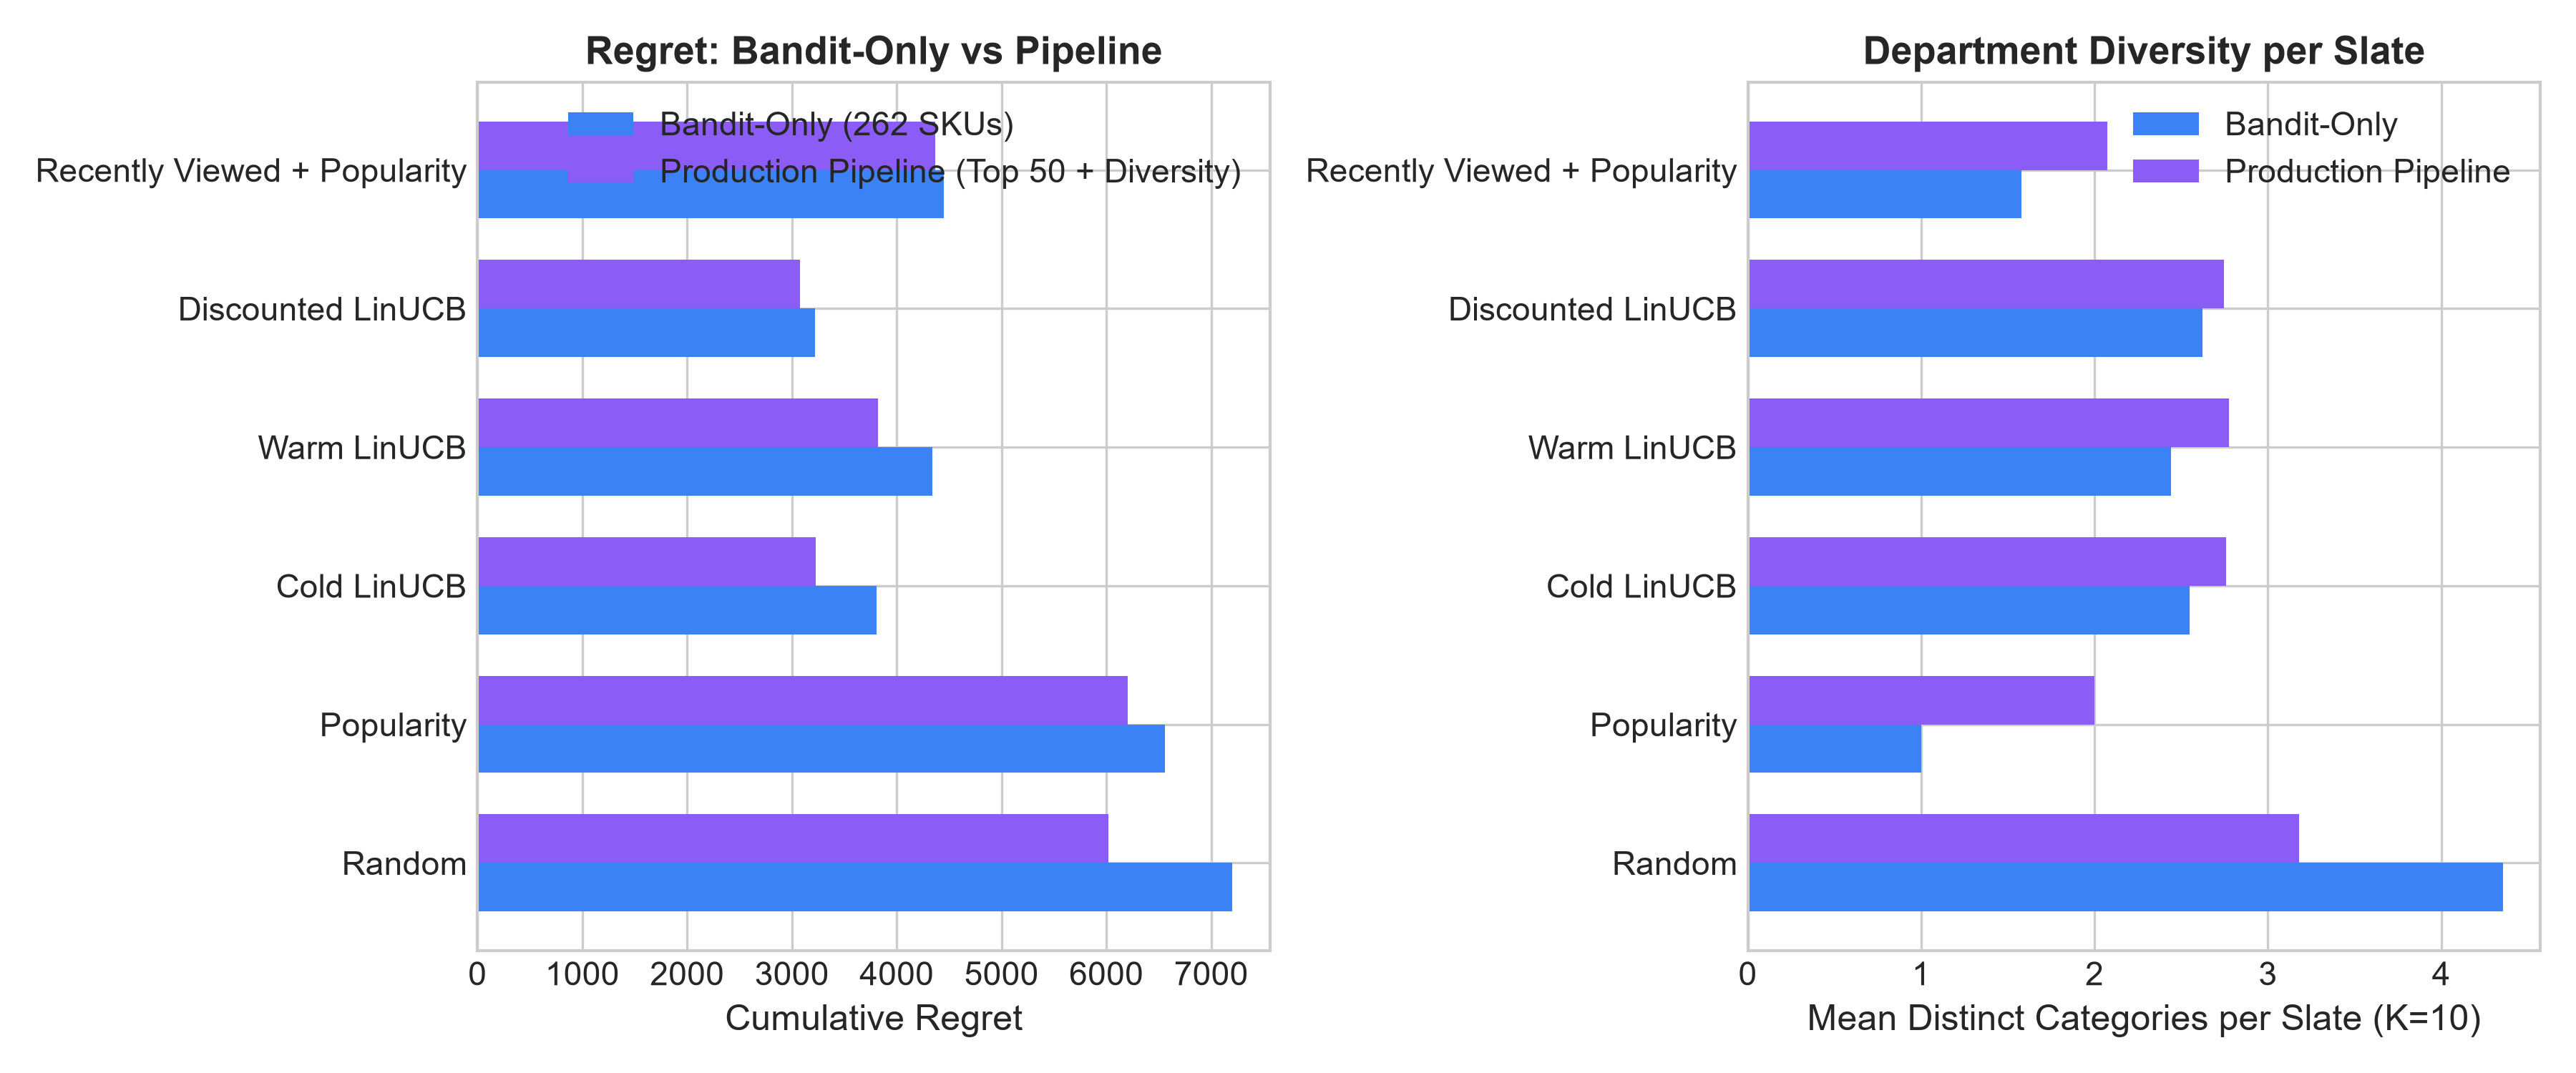 Regret: Bandit-Only vs Pipeline
Bandit-Only (262 SKUs)
Production Pipeline (Top 50 + Diversity)
Recently Viewed + Popularity
Discounted LinUCB
Warm LinUCB
Cold LinUCB
Popularity
Random
0 1000 2000 3000 4000 5000 6000 7000
Cumulative Regret
Department Diversity per Slate
Bandit-Only
Production Pipeline
Recently Viewed + Popularity
Discounted LinUCB
Warm LinUCB
Cold LinUCB
Popularity
Random
0 1 2 3 4
Mean Distinct Categories per Slate (K=10)